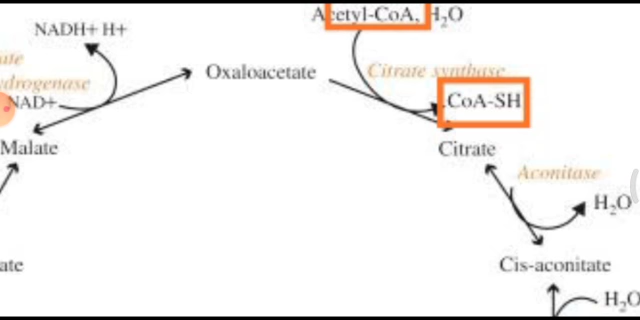 Acetyl-CoA, H₂O
NADH+ H+
Oxaloacetate
Citrate synthase
NAD+
CoA-SH
Malate
Citrate
Aconitase
H₂O
Cis-aconitate
H₂O